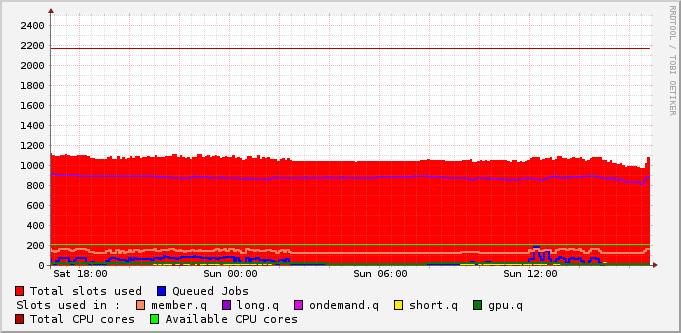 2400
2200
2000
1800
1600
1400
1200
1000
800
600
400
200
0
Sat 18:00 Sun 00:00 Sun 06:00 Sun 12:00
Total slots used Queued Jobs
Slots used in : member.q long.q ondemand.q short.q gpu.q
Total CPU cores Available CPU cores
RRDTOOL / TOBI OETIKER